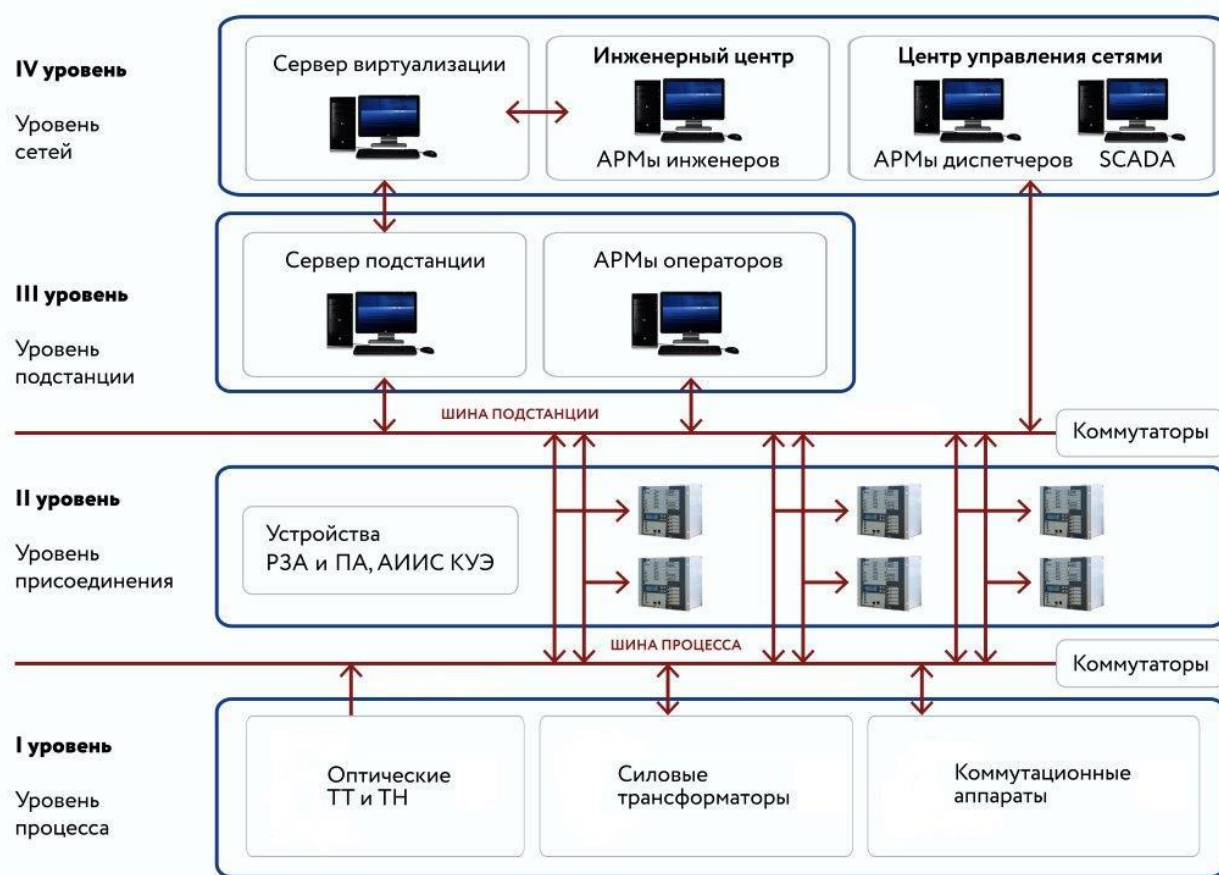 IV уровень
Уровень
сетей
Сервер виртуализации
Инженерный центр
АРМы инженеров
Центр управления сетями
АРМы диспетчеров
SCADA
III уровень
Уровень
подстанции
Сервер подстанции
АРМы операторов
ШИНА ПОДСТАНЦИИ
Коммутаторы
II уровень
Уровень
присоединения
Устройства
РЗА и ПА, АИИС КУЭ
ШИНА ПРОЦЕССА
Коммутаторы
I уровень
Уровень
процесса
Оптические
ТТ и ТН
Силовые
трансформаторы
Коммутационные
аппараты